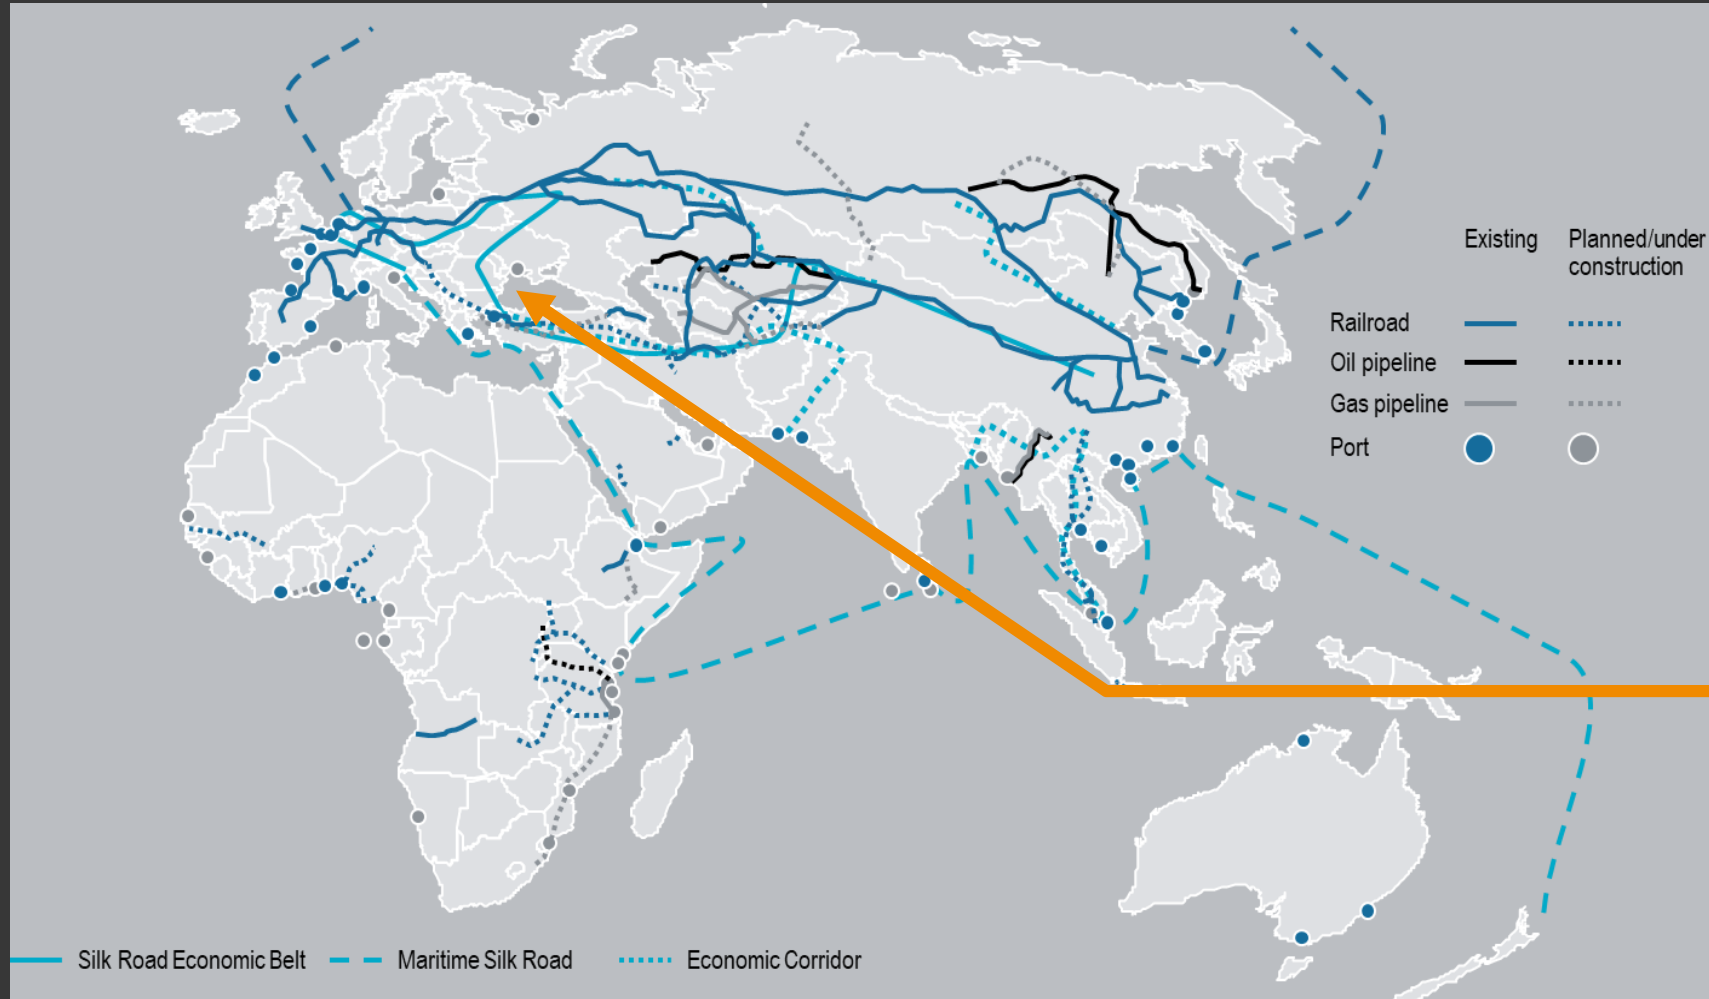 Existing
Planned/under
construction
Railroad
Oil pipeline
Gas pipeline
Port
Silk Road Economic Belt
Maritime Silk Road
Economic Corridor